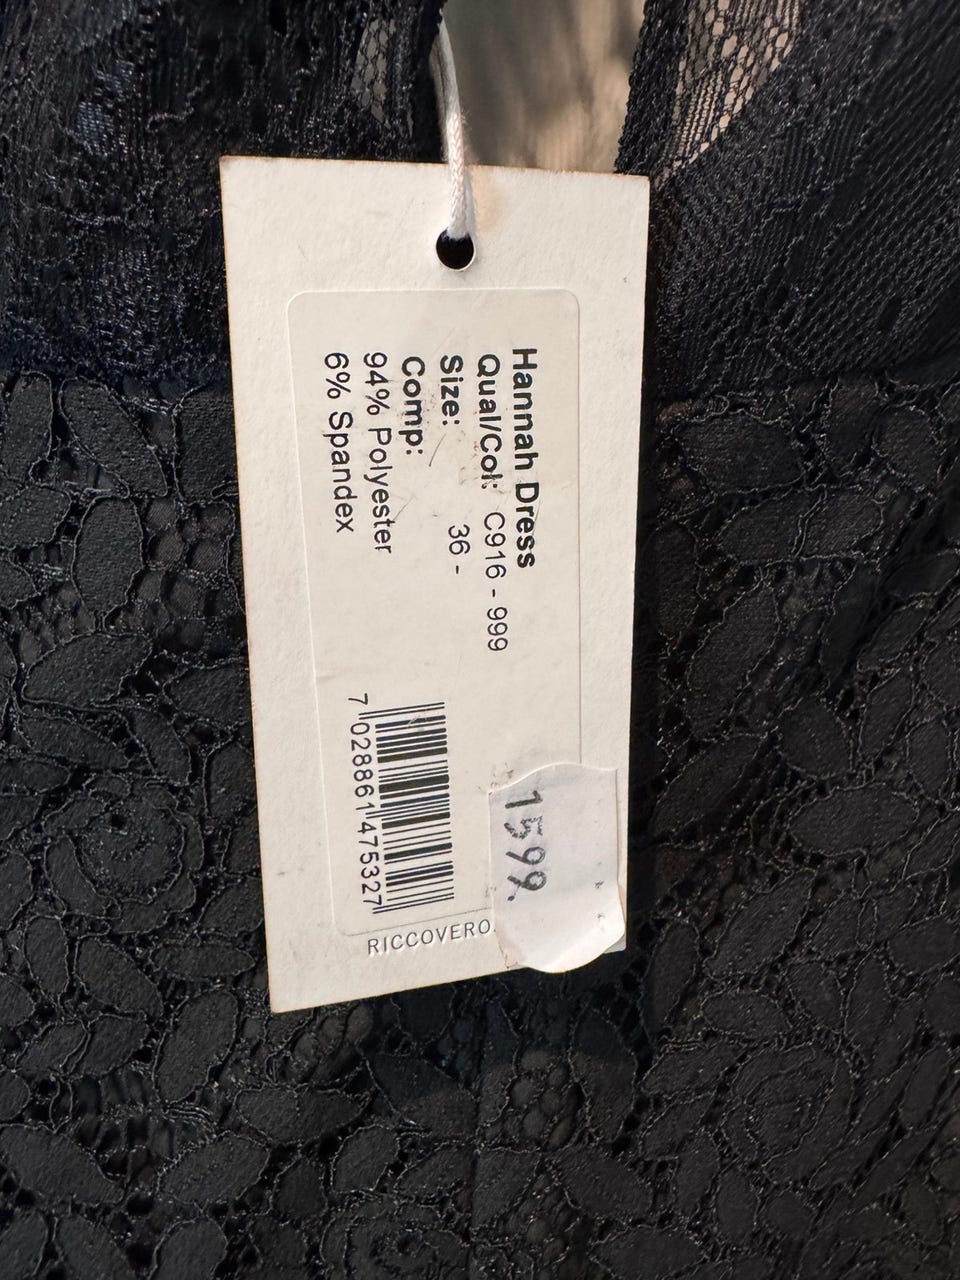 Hannah Dress
Qual/Col: C916 - 999
Size: 36 -
Comp:
94% Polyester
6% Spandex
7 028861 475327
1599.
RICCOVERO.